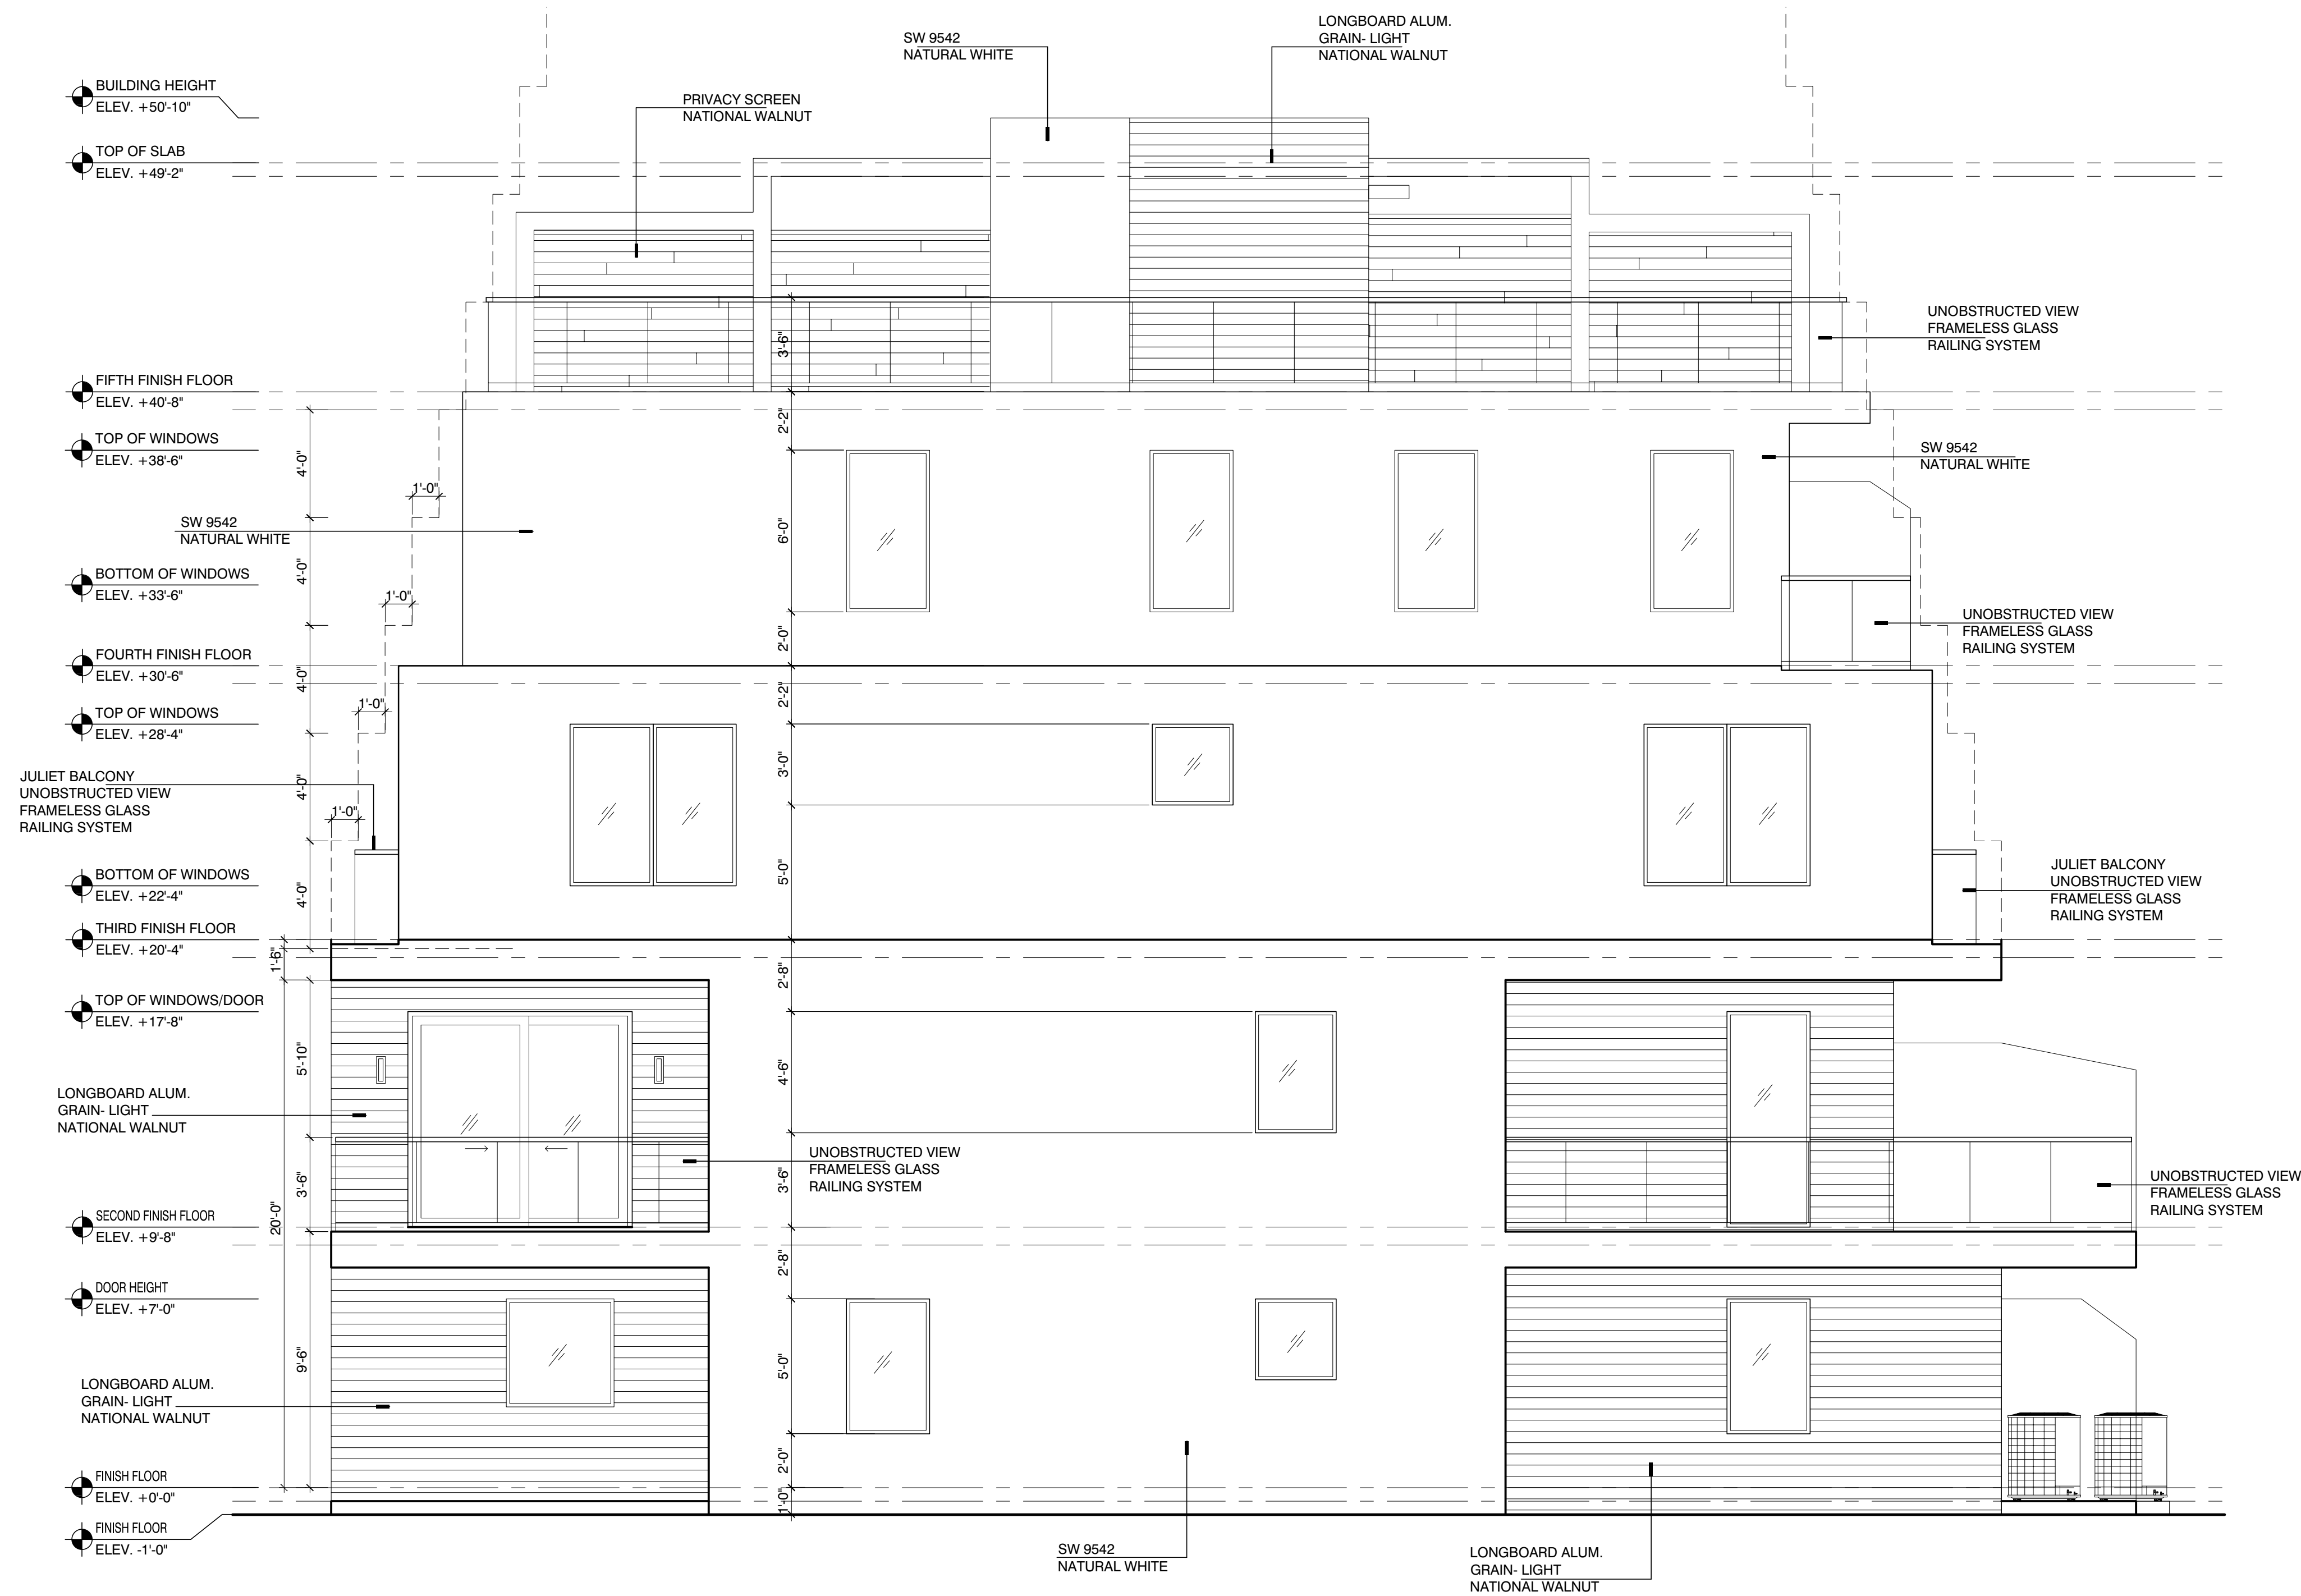 LONGBOARD ALUM.
GRAIN- LIGHT
NATIONAL WALNUT
SW 9542
NATURAL WHITE
BUILDING HEIGHT
ELEV. +50'-10"
PRIVACY SCREEN
NATIONAL WALNUT
TOP OF SLAB
ELEV. +49'-2"
UNOBSTRUCTED VIEW
FRAMELESS GLASS
RAILING SYSTEM
3'-6"
FIFTH FINISH FLOOR
ELEV. +40'-8"
2'-2"
TOP OF WINDOWS
ELEV. +38'-6"
4'-0"
SW 9542
NATURAL WHITE
1'-0"
SW 9542
NATURAL WHITE
6'-0"
BOTTOM OF WINDOWS
ELEV. +33'-6"
4'-0"
1'-0"
UNOBSTRUCTED VIEW
FRAMELESS GLASS
RAILING SYSTEM
2'-0"
FOURTH FINISH FLOOR
ELEV. +30'-6"
4'-0"
2'-2"
1'-0"
TOP OF WINDOWS
ELEV. +28'-4"
3'-0"
JULIET BALCONY
UNOBSTRUCTED VIEW
FRAMELESS GLASS
RAILING SYSTEM
4'-0"
1'-0"
BOTTOM OF WINDOWS
ELEV. +22'-4"
4'-0"
5'-0"
JULIET BALCONY
UNOBSTRUCTED VIEW
FRAMELESS GLASS
RAILING SYSTEM
THIRD FINISH FLOOR
ELEV. +20'-4"
1'-6"
2'-8"
TOP OF WINDOWS/DOOR
ELEV. +17'-8"
5'-10"
4'-6"
LONGBOARD ALUM.
GRAIN- LIGHT
NATIONAL WALNUT
UNOBSTRUCTED VIEW
FRAMELESS GLASS
RAILING SYSTEM
3'-6"
3'-6"
UNOBSTRUCTED VIEW
FRAMELESS GLASS
RAILING SYSTEM
20'-0"
SECOND FINISH FLOOR
ELEV. +9'-8"
2'-8"
DOOR HEIGHT
ELEV. +7'-0"
9'-6"
5'-0"
LONGBOARD ALUM.
GRAIN- LIGHT
NATIONAL WALNUT
2'-0"
FINISH FLOOR
ELEV. +0'-0"
1'-0"
FINISH FLOOR
ELEV. -1'-0"
SW 9542
NATURAL WHITE
LONGBOARD ALUM.
GRAIN- LIGHT
NATIONAL WALNUT